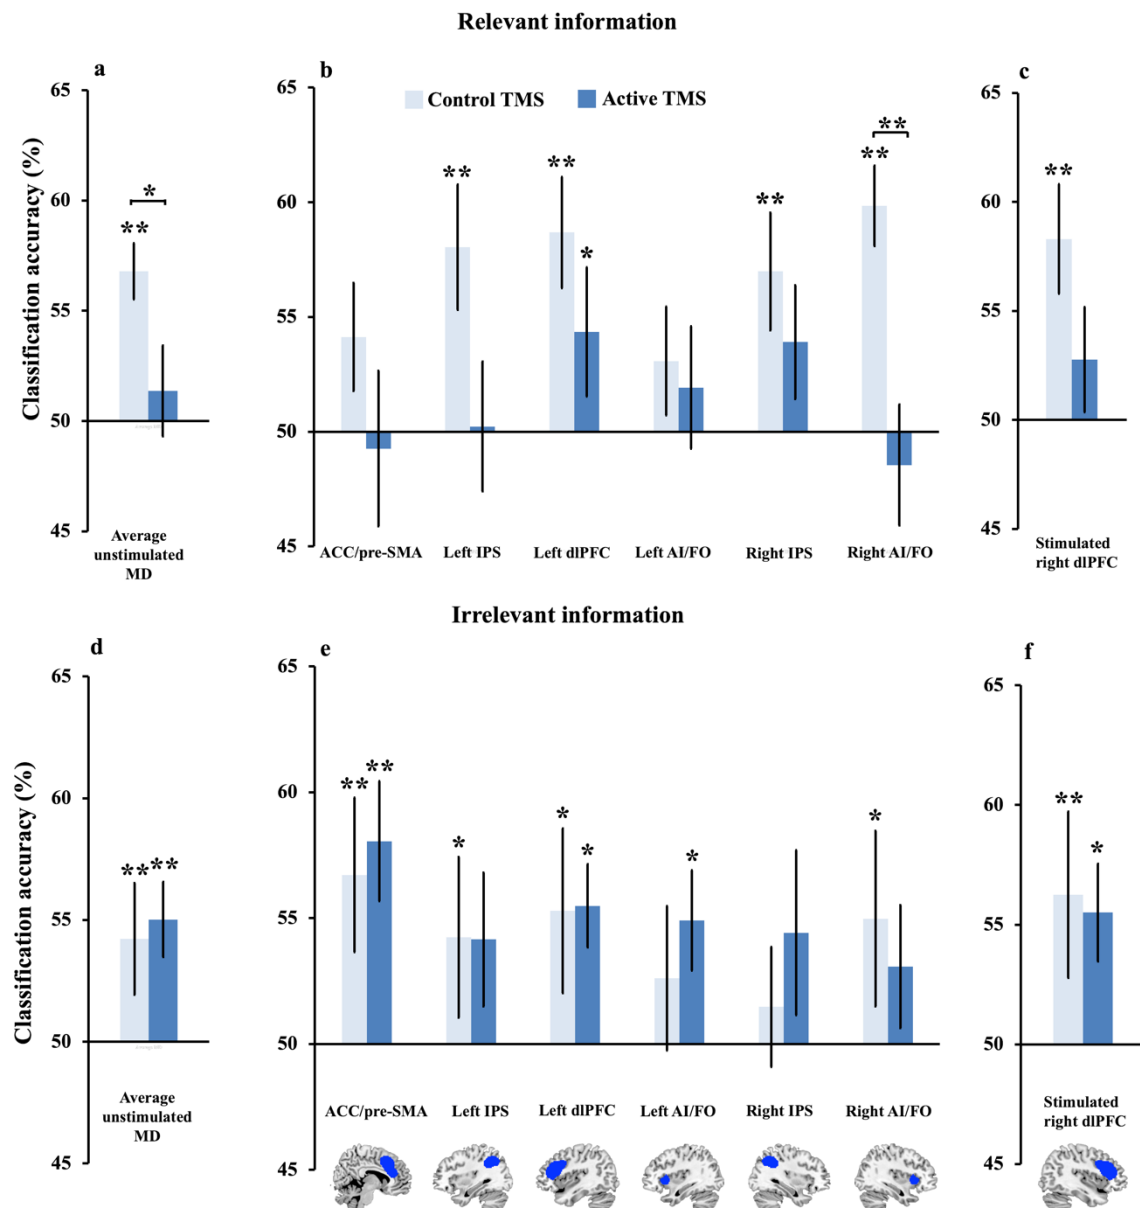 Relevant information
a
b
c
Control TMS
Active TMS
Classification accuracy (%)
65
60
55
50
45
**
*
Average
unstimulated
MD
65
60
55
50
45
**
**
*
**
**
**
ACC/pre-SMA
Left IPS
Left dlPFC
Left AI/FO
Right IPS
Right AI/FO
65
60
55
50
45
**
Stimulated
right dlPFC
Irrelevant information
d
e
f
Classification accuracy (%)
65
60
55
50
45
**
**
Average
unstimulated
MD
65
60
55
50
45
**
**
*
*
*
*
*
ACC/pre-SMA
Left IPS
Left dlPFC
Left AI/FO
Right IPS
Right AI/FO
65
60
55
50
45
**
*
Stimulated
right dlPFC